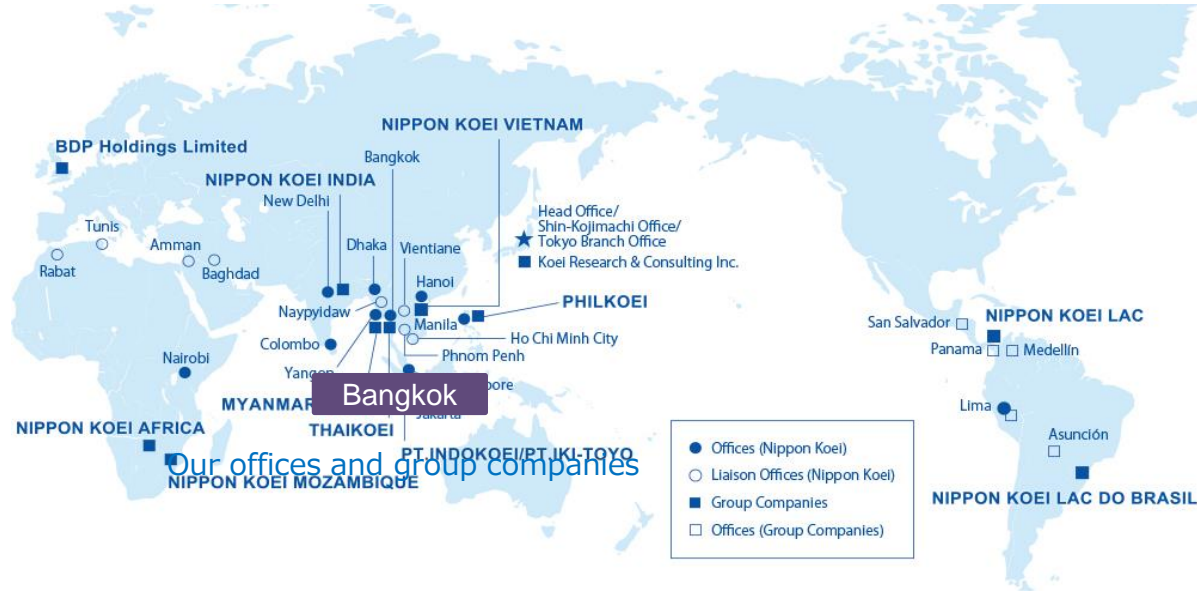 NIPPON KOEI VIETNAM
BDP Holdings Limited
Bangkok
NIPPON KOEI INDIA
New Delhi
Head Office/
Shin-Kojimachi Office/
Tokyo Branch Office
Koei Research & Consulting Inc.
Tunis
Amman
Dhaka
Vientiane
Rabat
Baghdad
Hanoi
Naypyidaw
PHILKOEI
Manila
Colombo
Ho Chi Minh City
Phnom Penh
Nairobi
Bangkok
THAIKOEI
NIPPON KOEI AFRICA
PT.INDOKOEI/PT.IKI-TOYO
Our offices and group companies
NIPPON KOEI MOZAMBIQUE
San Salvador
NIPPON KOEI LAC
Panama
Medellín
Lima
Asunción
NIPPON KOEI LAC DO BRASIL
Offices (Nippon Koei)
Liaison Offices (Nippon Koei)
Group Companies
Offices (Group Companies)